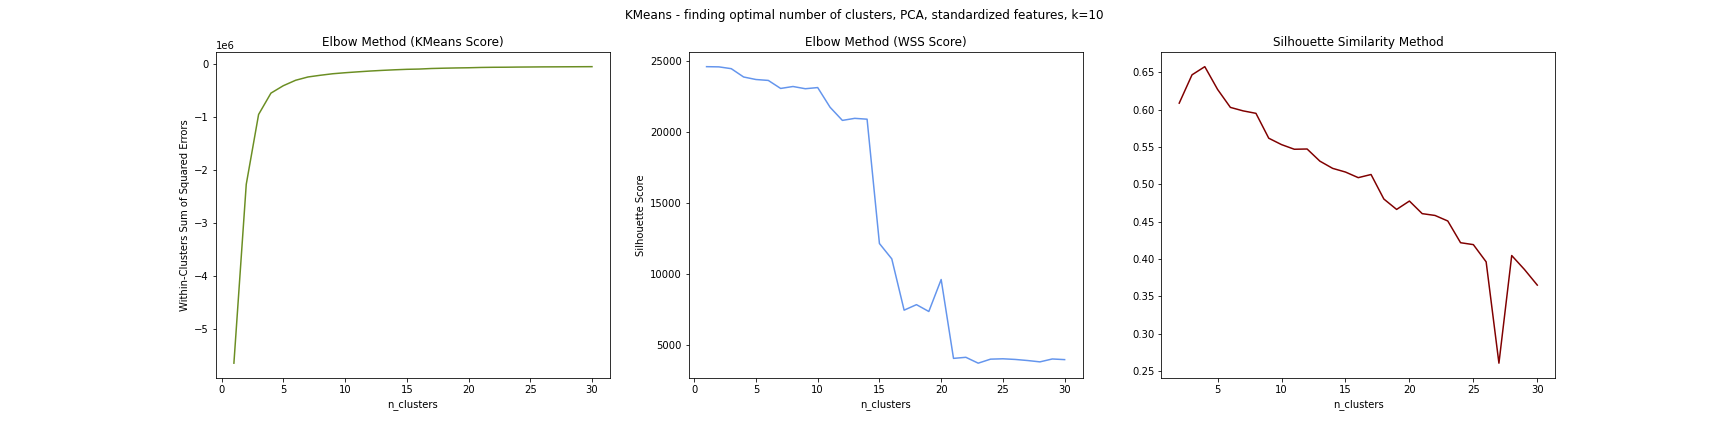 KMeans - finding optimal number of clusters, PCA, standardized features, k=10
Elbow Method (KMeans Score)
1e6
Within-Clusters Sum of Squared Errors
0
−1
−2
−3
−4
−5
0 5 10 15 20 25 30
n_clusters
Elbow Method (WSS Score)
Silhouette Score
25000
20000
15000
10000
5000
0 5 10 15 20 25 30
n_clusters
Silhouette Similarity Method
0.65
0.60
0.55
0.50
0.45
0.40
0.35
0.30
0.25
5 10 15 20 25 30
n_clusters